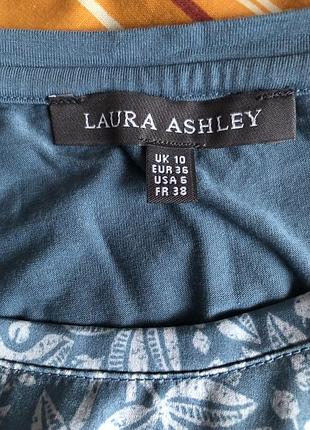 LAURA ASHLEY
UK 10
EUR 36
USA 6
FR 38